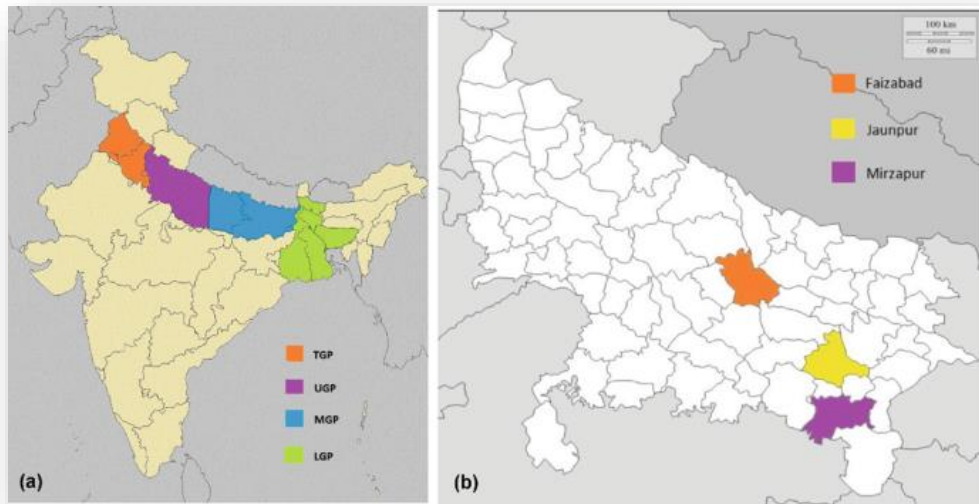 TGP
UGP
MGP
LGP
(a)
100 km
60 mi
Faizabad
Jaunpur
Mirzapur
(b)